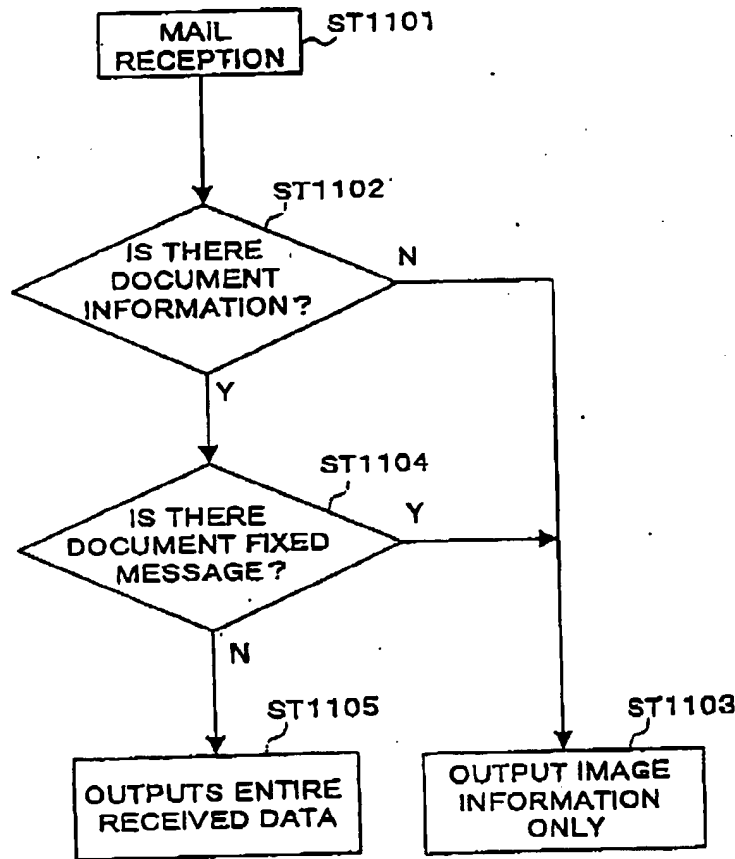 MAIL
RECEPTION
ST1101
ST1102
IS THERE
DOCUMENT
INFORMATION?
N
Y
ST1104
IS THERE
DOCUMENT FIXED
MESSAGE?
Y
N
ST1105
OUTPUTS ENTIRE
RECEIVED DATA
ST1103
OUTPUT IMAGE
INFORMATION
ONLY